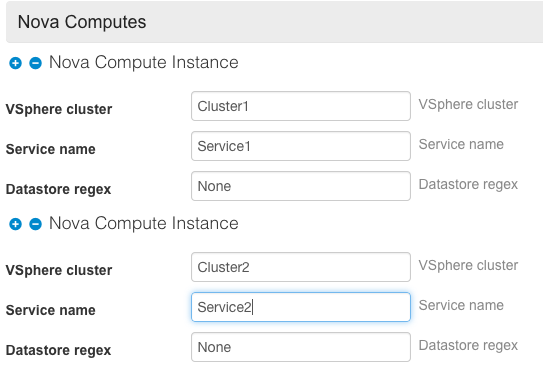 Nova Computes
Nova Compute Instance
VSphere cluster Cluster1 VSphere cluster
Service name Service1 Service name
Datastore regex None Datastore regex
Nova Compute Instance
VSphere cluster Cluster2 VSphere cluster
Service name Service2 Service name
Datastore regex None Datastore regex